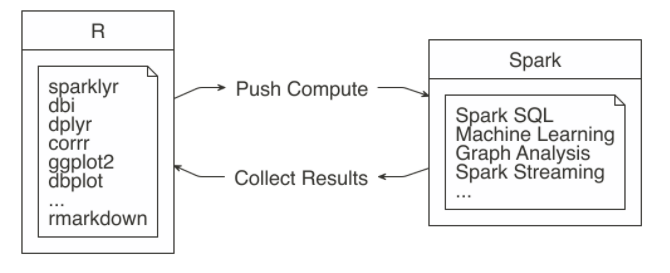 R
sparklyr
dbi
dplyr
corrr
ggplot2
dbplot
...
rmarkdown
Push Compute
Collect Results
Spark
Spark SQL
Machine Learning
Graph Analysis
Spark Streaming
...